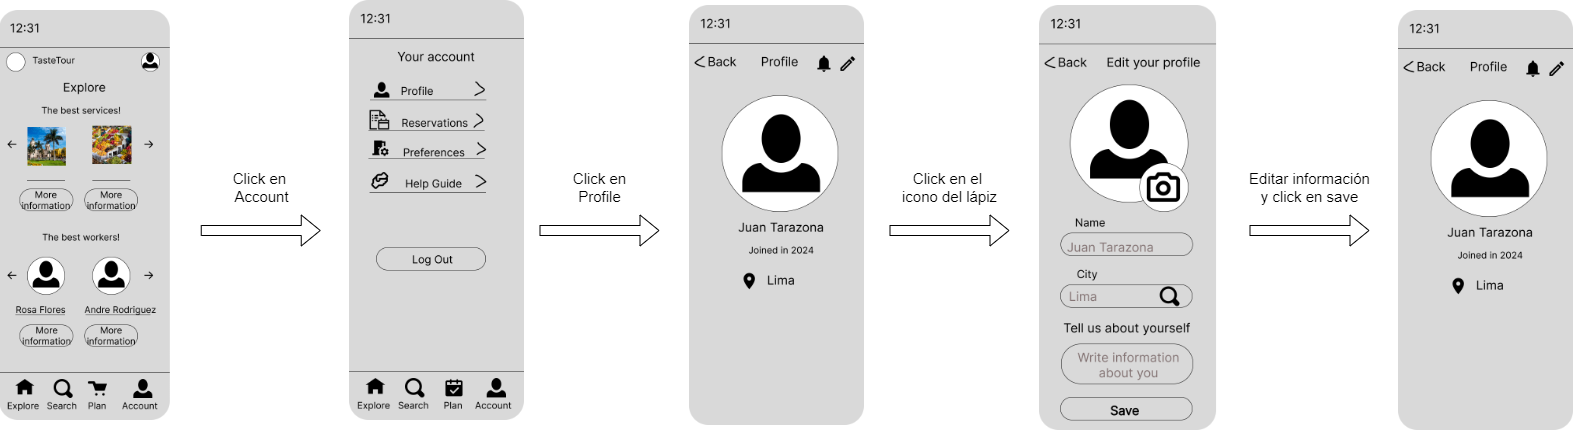 12:31
TasteTour
Explore
The best services!
More
information
More
information
The best workers!
Rosa Flores
Andre Rodriguez
More
information
More
information
Explore
Search
Plan
Account
Click en
Account
12:31
Your account
Profile
Reservations
Preferences
Help Guide
Log Out
Explore
Search
Plan
Account
Click en
Profile
12:31
Back
Profile
Juan Tarazona
Joined in 2024
Lima
Click en el
icono del lápiz
12:31
Back
Edit your profile
Name
Juan Tarazona
City
Lima
Tell us about yourself
Write information
about you
Save
Editar información
y click en save
12:31
Back
Profile
Juan Tarazona
Joined in 2024
Lima